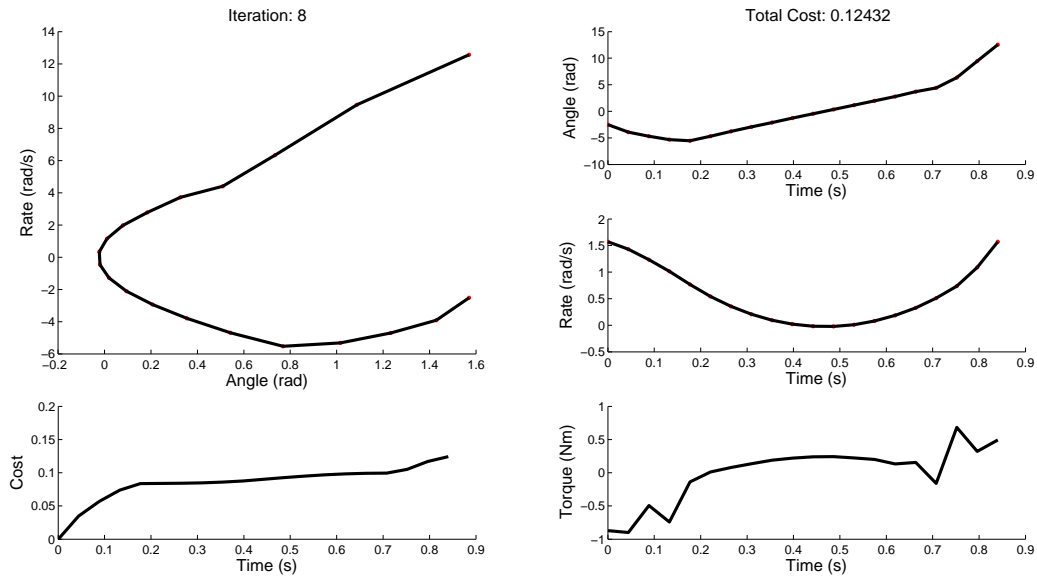 Iteration: 8
14
12
10
8
6
4
2
0
−2
−4
−6
−0.2 0 0.2 0.4 0.6 0.8 1 1.2 1.4 1.6
Rate (rad/s)
Angle (rad)
Total Cost: 0.12432
15
10
5
0
−5
−10
0 0.1 0.2 0.3 0.4 0.5 0.6 0.7 0.8 0.9
Angle (rad)
Time (s)
2
1.5
1
0.5
0
−0.5
0 0.1 0.2 0.3 0.4 0.5 0.6 0.7 0.8 0.9
Rate (rad/s)
Time (s)
0.2
0.15
0.1
0.05
0
0 0.1 0.2 0.3 0.4 0.5 0.6 0.7 0.8 0.9
Cost
Time (s)
1
0.5
0
−0.5
−1
0 0.1 0.2 0.3 0.4 0.5 0.6 0.7 0.8 0.9
Torque (Nm)
Time (s)